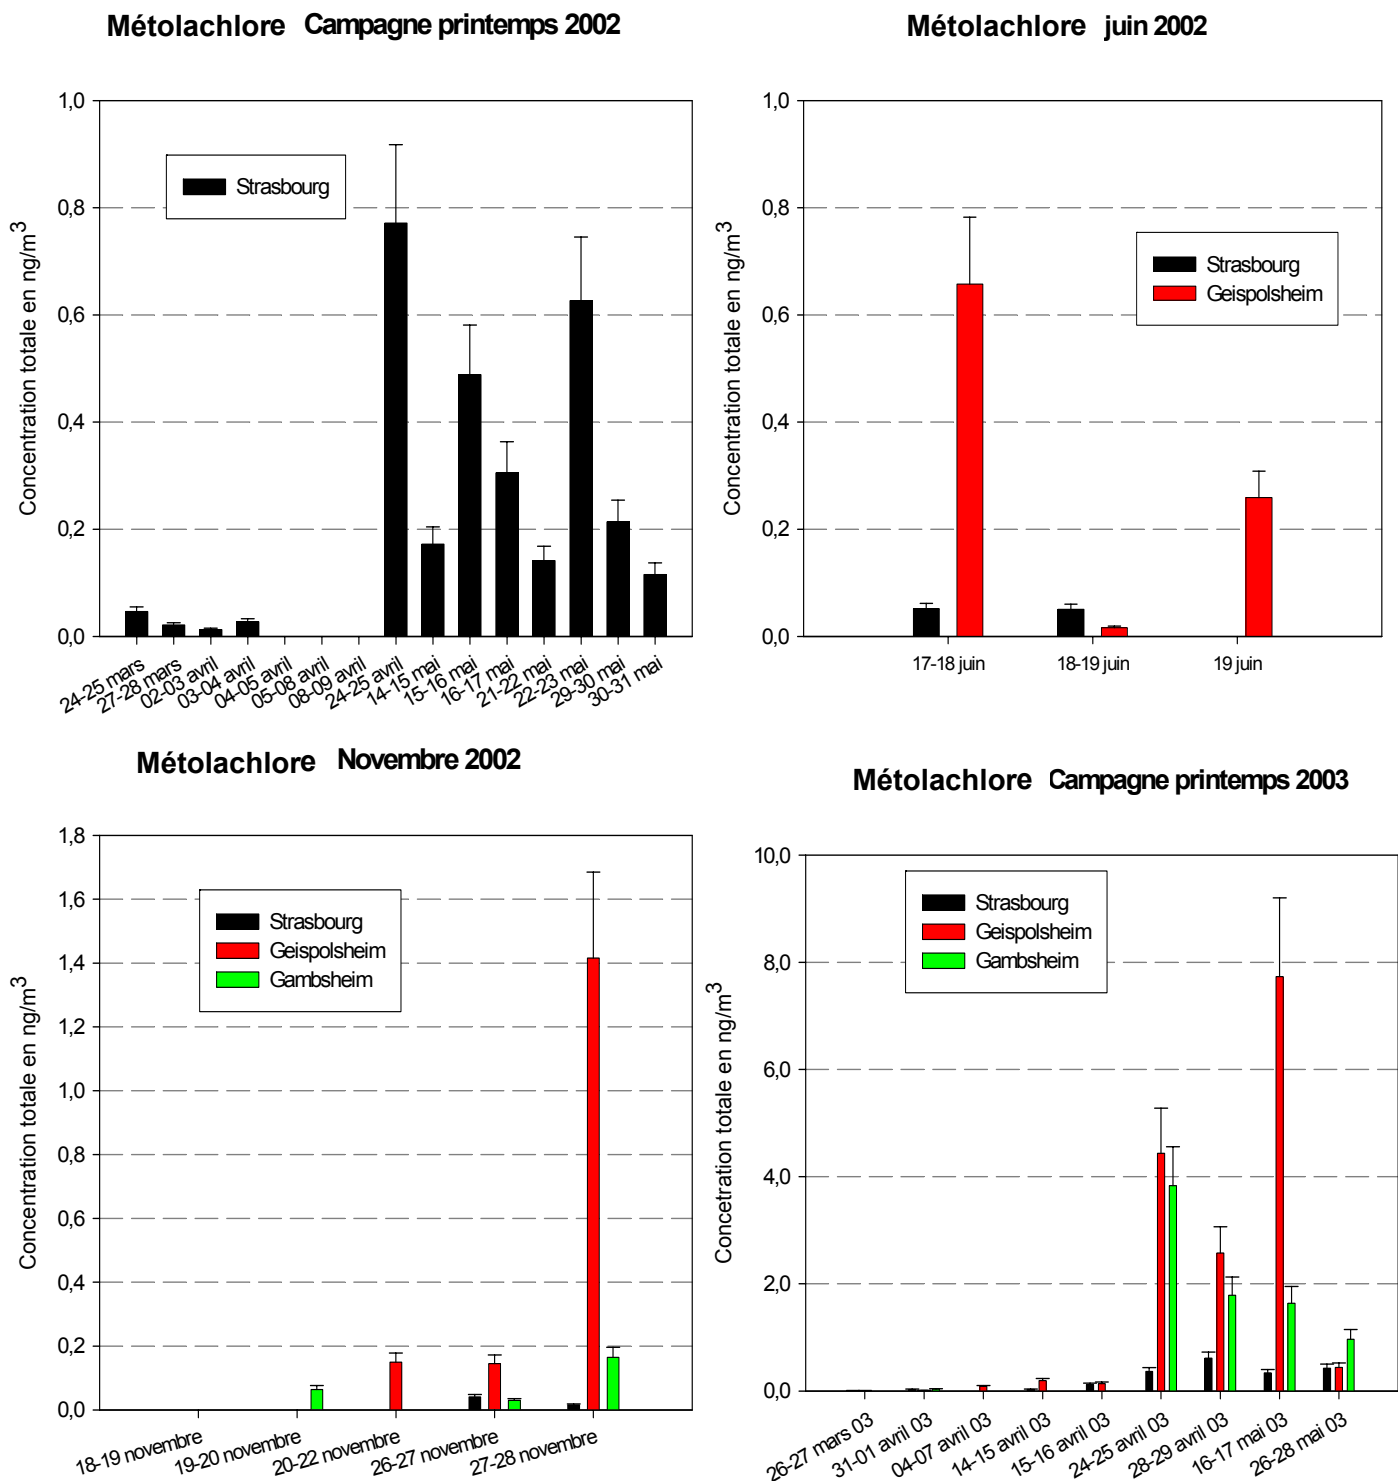 Métolachlore Campagne printemps 2002
Concentration totale en ng/m3
1,0
0,8
0,6
0,4
0,2
0,0
Strasbourg
24-25 mars
27-28 mars
02-03 avril
03-04 avril
04-05 avril
05-08 avril
08-09 avril
24-25 avril
14-15 mai
15-16 mai
16-17 mai
21-22 mai
22-23 mai
29-30 mai
30-31 mai
Métolachlore juin 2002
Concentration totale en ng/m3
1,0
0,8
0,6
0,4
0,2
0,0
Strasbourg
Geispolsheim
17-18 juin
18-19 juin
19 juin
Métolachlore Novembre 2002
Concentration totale en ng/m3
1,8
1,6
1,4
1,2
1,0
0,8
0,6
0,4
0,2
0,0
Strasbourg
Geispolsheim
Gambsheim
18-19 novembre
19-20 novembre
20-22 novembre
26-27 novembre
27-28 novembre
Métolachlore Campagne printemps 2003
Concetration totale en ng/m3
10,0
8,0
6,0
4,0
2,0
0,0
Strasbourg
Geispolsheim
Gambsheim
26-27 mars 03
31-01 avril 03
04-07 avril 03
14-15 avril 03
15-16 avril 03
24-25 avril 03
28-29 avril 03
16-17 mai 03
26-28 mai 03